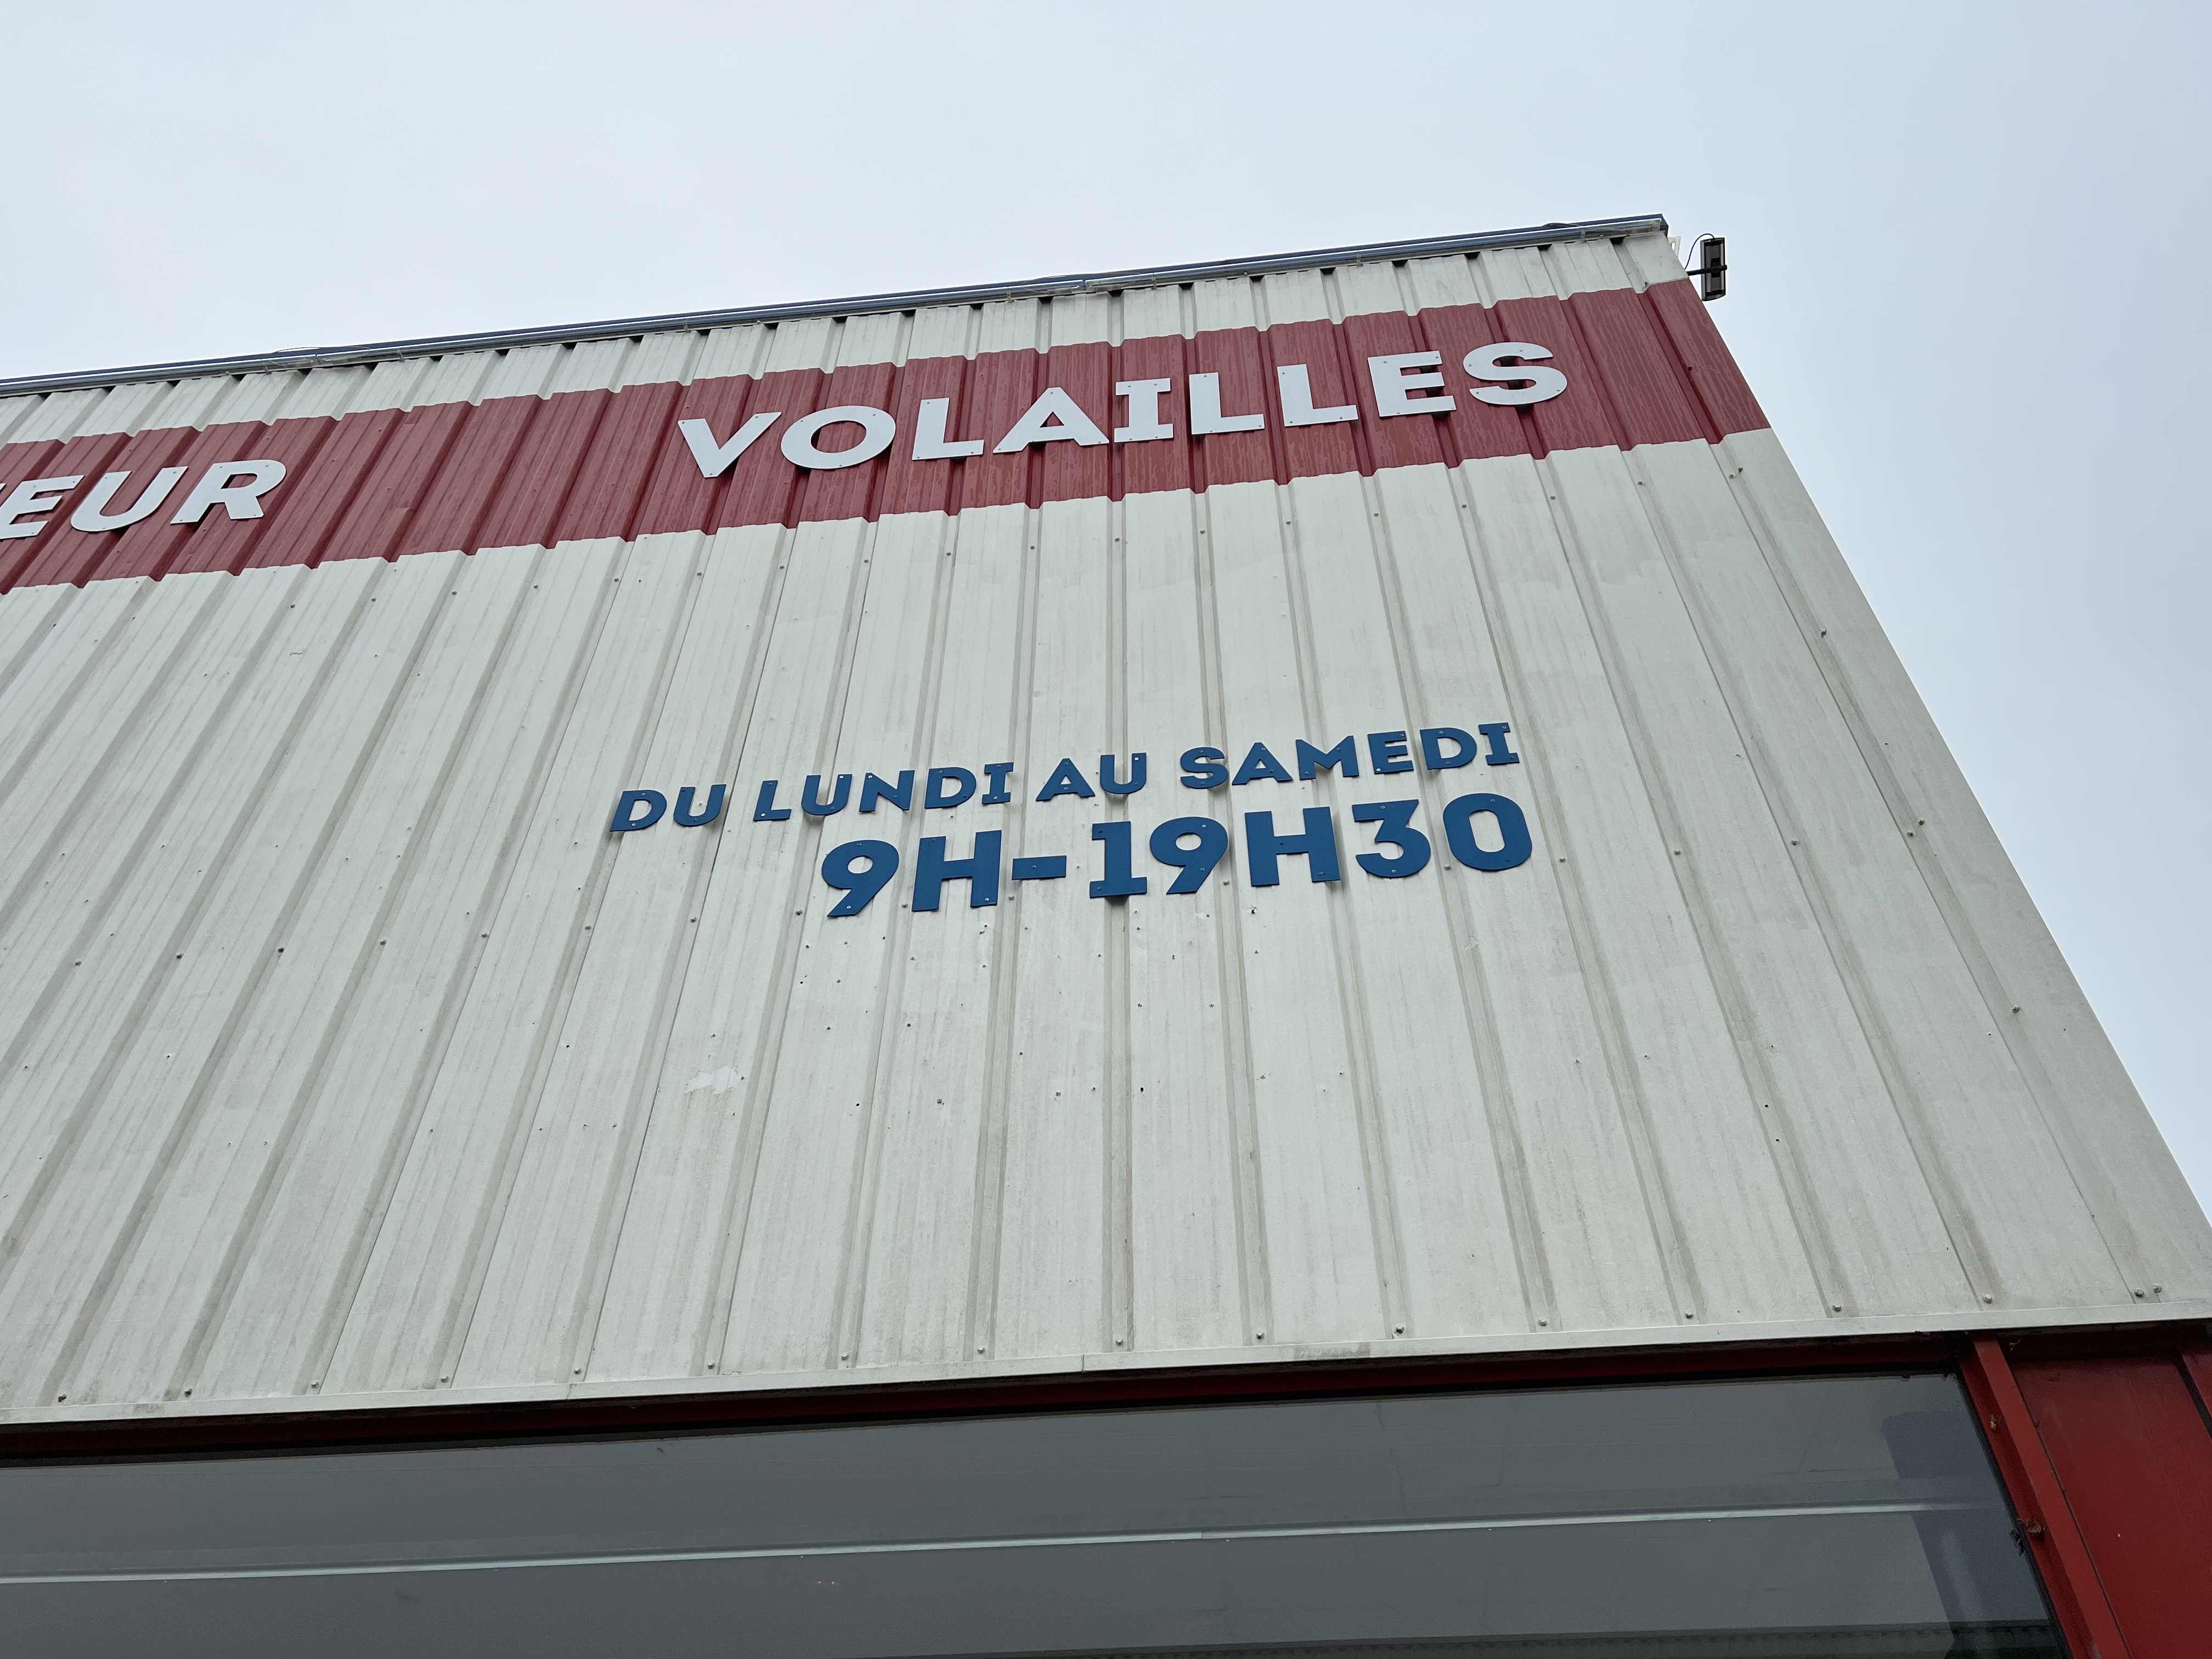 EUR VOLAILLES
DU LUNDI AU SAMEDI
9H-19H30